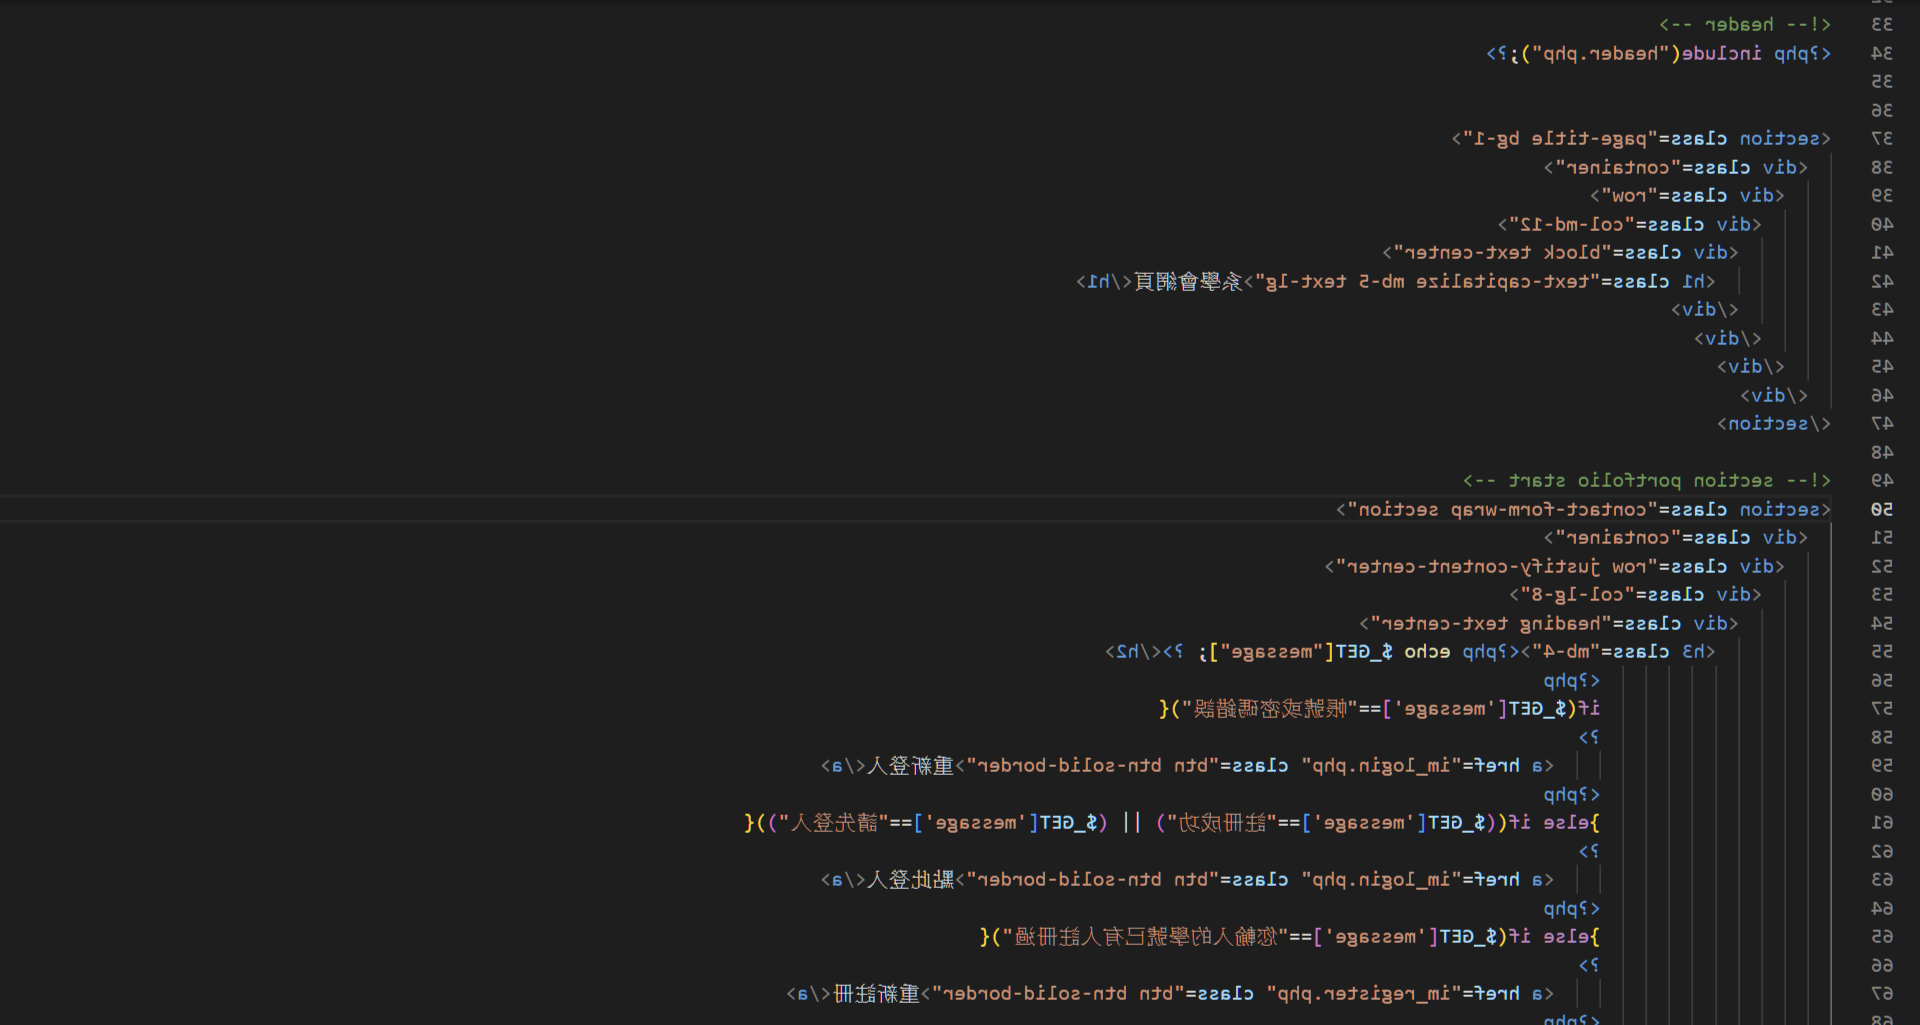 33 <!-- header -->
34 <?php include("header.php");?>
35
36
37 <section class="page-title bg-1">
38 <div class="container">
39 <div class="row">
40 <div class="col-md-12">
41 <div class="block text-center">
42 <h1 class="text-capitalize mb-5 text-lg">系學會網頁</h1>
43 </div>
44 </div>
45 </div>
46 </div>
47 </section>
48
49 <!-- section portfolio start -->
50 <section class="contact-form-wrap section">
51 <div class="container">
52 <div class="row justify-content-center">
53 <div class="col-lg-8">
54 <div class="heading text-center">
55 <h3 class="mb-4"><?php echo $_GET["message"]; ?></h2>
56 <?php
57 if($_GET['message']=="帳號或密碼錯誤"){
58 ?>
59 <a href="im_login.php" class="btn btn-solid-border">重新登入</a>
60 <?php
61 }else if(($_GET['message']=="註冊成功") || ($_GET['message']=="請先登入")){
62 ?>
63 <a href="im_login.php" class="btn btn-solid-border">點此登入</a>
64 <?php
65 }else if($_GET['message']=="您輸入的學號已有人註冊過"){
66 ?>
67 <a href="im_register.php" class="btn btn-solid-border">重新註冊</a>
68 <?php